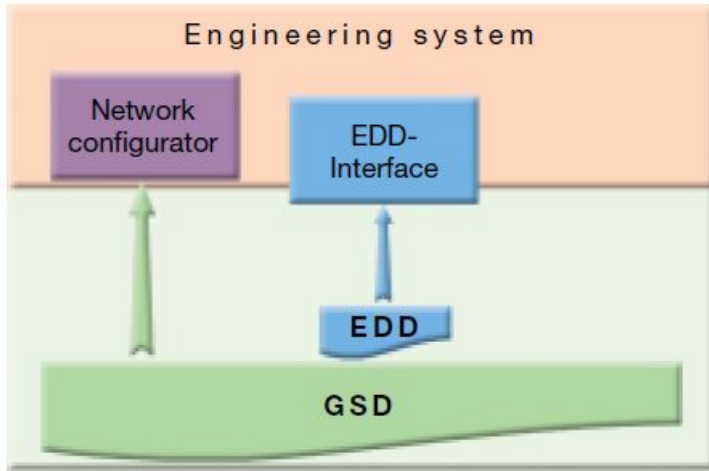 Engineering system
Network
configurator
EDD-
Interface
EDD
GSD